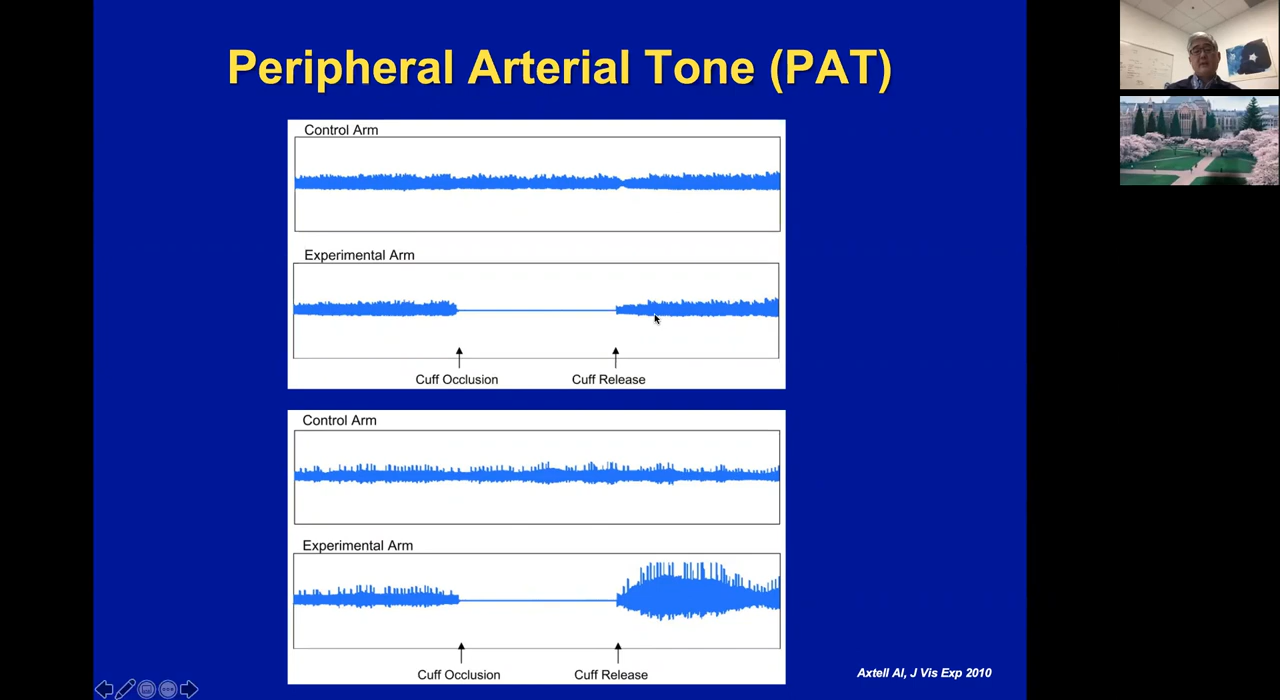 Peripheral Arterial Tone (PAT)
Control Arm
Experimental Arm
Cuff Occlusion
Cuff Release
Control Arm
Experimental Arm
Cuff Occlusion
Cuff Release
Axtell Al, J Vis Exp 2010